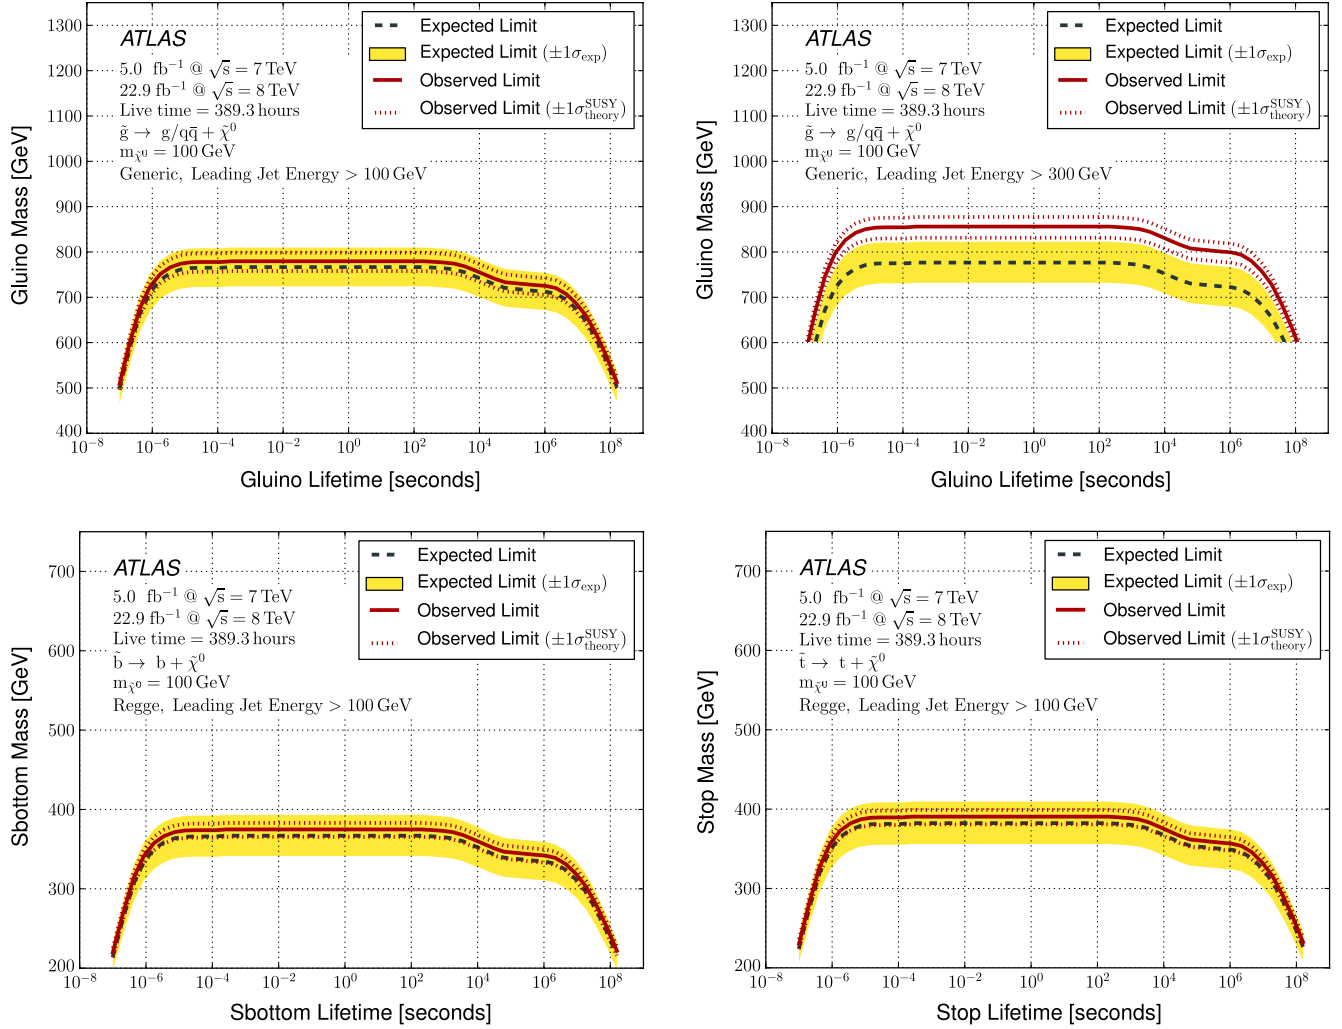 1300
1200
1100
1000
900
800
700
600
500
400
Gluino Mass [GeV]
ATLAS
5.0 fb⁻¹ @ √s = 7 TeV
22.9 fb⁻¹ @ √s = 8 TeV
Live time = 389.3 hours
g̃ → g/qq̄ + χ̃⁰
m_χ̃⁰ = 100 GeV
Generic, Leading Jet Energy > 100 GeV
Expected Limit
Expected Limit (±1σ_exp)
Observed Limit
Observed Limit (±1σ^SUSY_theory)
10⁻⁸ 10⁻⁶ 10⁻⁴ 10⁻² 10⁰ 10² 10⁴ 10⁶ 10⁸
Gluino Lifetime [seconds]
1300
1200
1100
1000
900
800
700
600
500
400
Gluino Mass [GeV]
ATLAS
5.0 fb⁻¹ @ √s = 7 TeV
22.9 fb⁻¹ @ √s = 8 TeV
Live time = 389.3 hours
g̃ → g/qq̄ + χ̃⁰
m_χ̃⁰ = 100 GeV
Generic, Leading Jet Energy > 300 GeV
Expected Limit
Expected Limit (±1σ_exp)
Observed Limit
Observed Limit (±1σ^SUSY_theory)
10⁻⁸ 10⁻⁶ 10⁻⁴ 10⁻² 10⁰ 10² 10⁴ 10⁶ 10⁸
Gluino Lifetime [seconds]
700
600
500
400
300
200
Sbottom Mass [GeV]
ATLAS
5.0 fb⁻¹ @ √s = 7 TeV
22.9 fb⁻¹ @ √s = 8 TeV
Live time = 389.3 hours
b̃ → b + χ̃⁰
m_χ̃⁰ = 100 GeV
Regge, Leading Jet Energy > 100 GeV
Expected Limit
Expected Limit (±1σ_exp)
Observed Limit
Observed Limit (±1σ^SUSY_theory)
10⁻⁸ 10⁻⁶ 10⁻⁴ 10⁻² 10⁰ 10² 10⁴ 10⁶ 10⁸
Sbottom Lifetime [seconds]
700
600
500
400
300
200
Stop Mass [GeV]
ATLAS
5.0 fb⁻¹ @ √s = 7 TeV
22.9 fb⁻¹ @ √s = 8 TeV
Live time = 389.3 hours
t̃ → t + χ̃⁰
m_χ̃⁰ = 100 GeV
Regge, Leading Jet Energy > 100 GeV
Expected Limit
Expected Limit (±1σ_exp)
Observed Limit
Observed Limit (±1σ^SUSY_theory)
10⁻⁸ 10⁻⁶ 10⁻⁴ 10⁻² 10⁰ 10² 10⁴ 10⁶ 10⁸
Stop Lifetime [seconds]